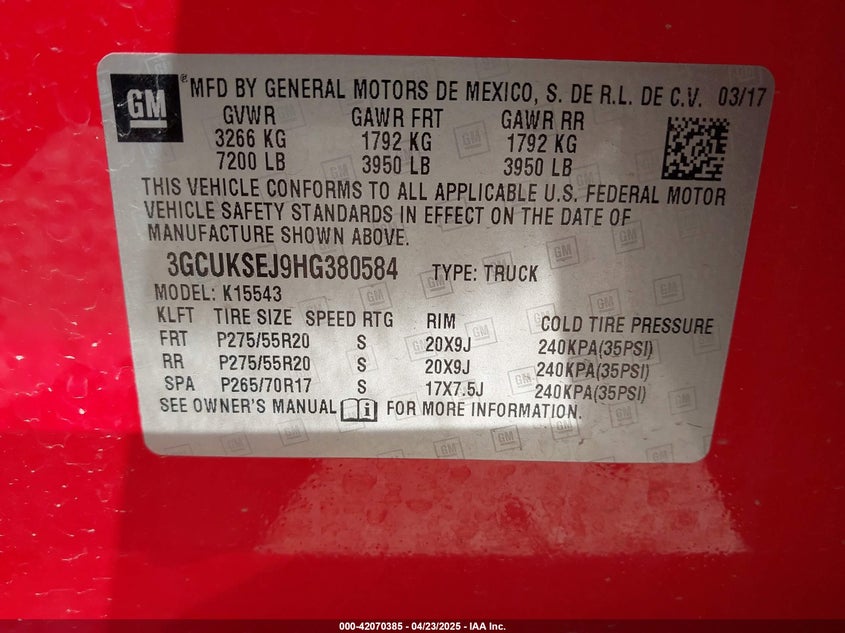 GM ® MFD BY GENERAL MOTORS DE MEXICO, S. DE R.L. DE C.V. 03/17
GVWR GAWR FRT GAWR RR
3266 KG 1792 KG 1792 KG
7200 LB 3950 LB 3950 LB
THIS VEHICLE CONFORMS TO ALL APPLICABLE U.S. FEDERAL MOTOR
VEHICLE SAFETY STANDARDS IN EFFECT ON THE DATE OF
MANUFACTURE SHOWN ABOVE.
3GCUKSEJ9HG380584 TYPE: TRUCK
MODEL: K15543
KLFT TIRE SIZE SPEED RTG RIM COLD TIRE PRESSURE
FRT P275/55R20 S 20X9J 240KPA(35PSI)
RR P275/55R20 S 20X9J 240KPA(35PSI)
SPA P265/70R17 S 17X7.5J 240KPA(35PSI)
SEE OWNER'S MANUAL FOR MORE INFORMATION.
000-42070385 - 04/23/2025 - IAA Inc.